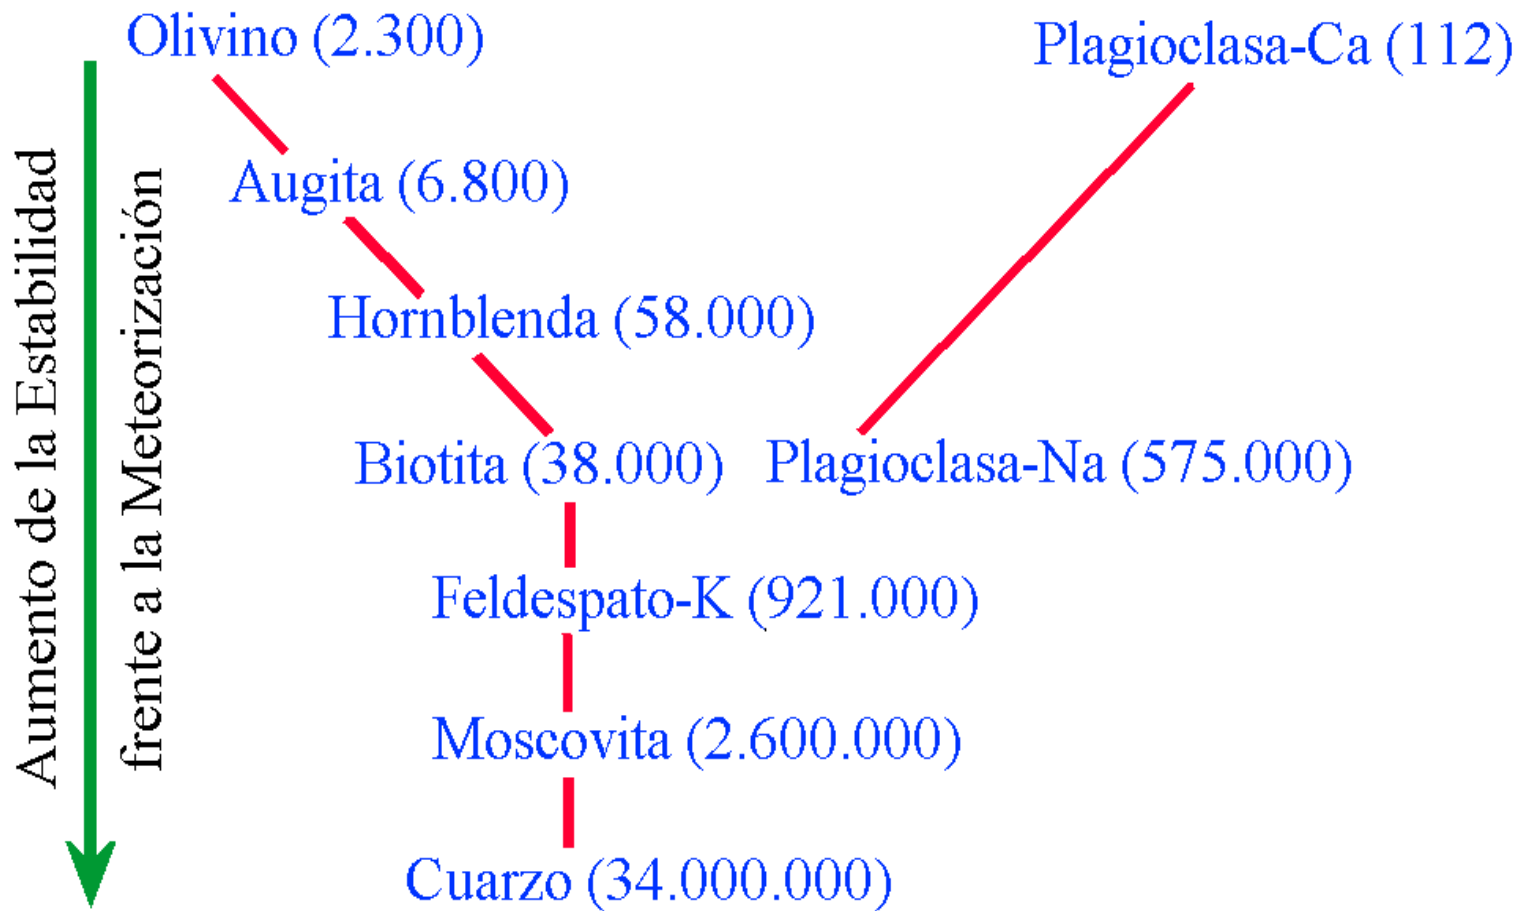 Olivino (2.300)
Plagioclasa-Ca (112)
Augita (6.800)
Hornblenda (58.000)
Biotita (38.000)
Plagioclasa-Na (575.000)
Feldespato-K (921.000)
Moscovita (2.600.000)
Cuarzo (34.000.000)
Aumento de la Estabilidad
frente a la Meteorización